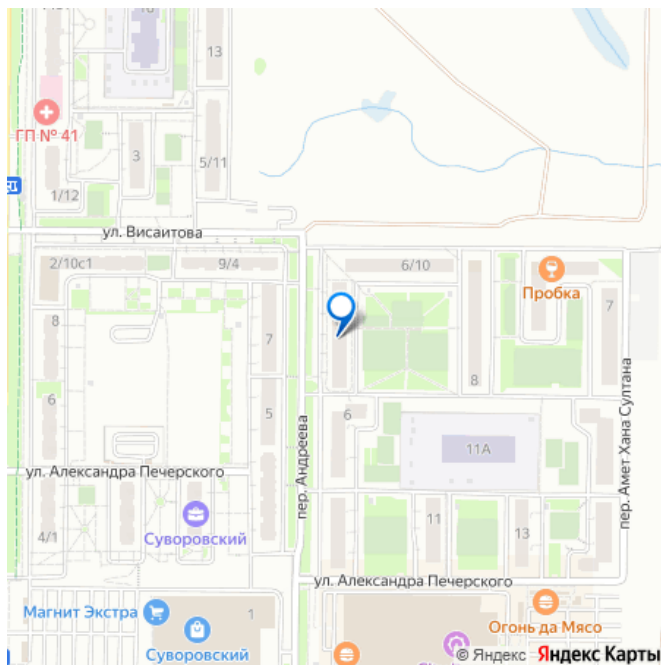 10
13
ГП № 41
3
5/11
1/12
ул. Висаитова
2/10с1
9/4
6/10
Пробка
7
8
7
8
6
5
6
пер. Андреева
11А
пер. Амет Хана Султана
ул. Александра Печерского
Суворовский
4/1
11
13
ул. Александра Печерского
Магнит Экстра
1
Огонь да Мясо
Суворовский
© Яндекс
Яндекс Карты